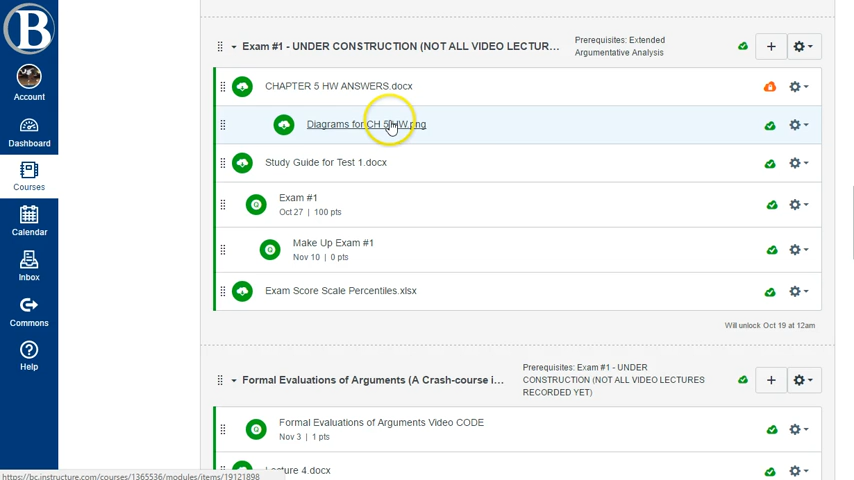 B
Account
Dashboard
Courses
Calendar
Inbox
Commons
Help
Exam #1 - UNDER CONSTRUCTION (NOT ALL VIDEO LECTUR...
Prerequisites: Extended
Argumentative Analysis
CHAPTER 5 HW ANSWERS.docx
Diagrams for CH 5 HW.png
Study Guide for Test 1.docx
Exam #1
Oct 27 | 100 pts
Make Up Exam #1
Nov 10 | 0 pts
Exam Score Scale Percentiles.xlsx
Will unlock Oct 19 at 12am
Formal Evaluations of Arguments (A Crash-course i...
Prerequisites: Exam #1 - UNDER
CONSTRUCTION (NOT ALL VIDEO LECTURES
RECORDED YET)
Formal Evaluations of Arguments Video CODE
Nov 3 | 1 pts
Lecture 4.docx
https://bc.instructure.com/courses/1365536/modules/items/19121898